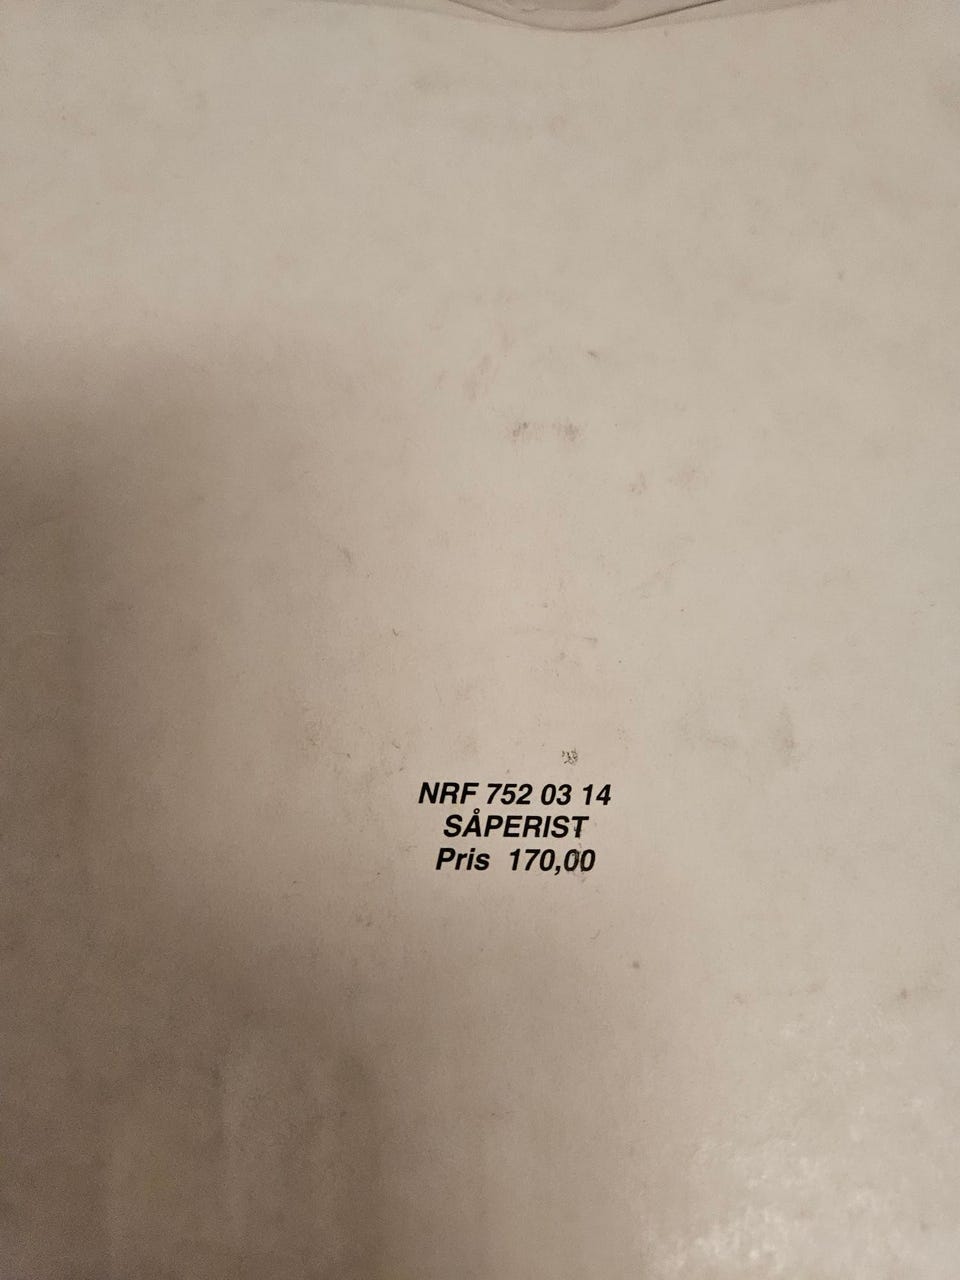 NRF 752 03 14
SÅPERIST
Pris 170,00